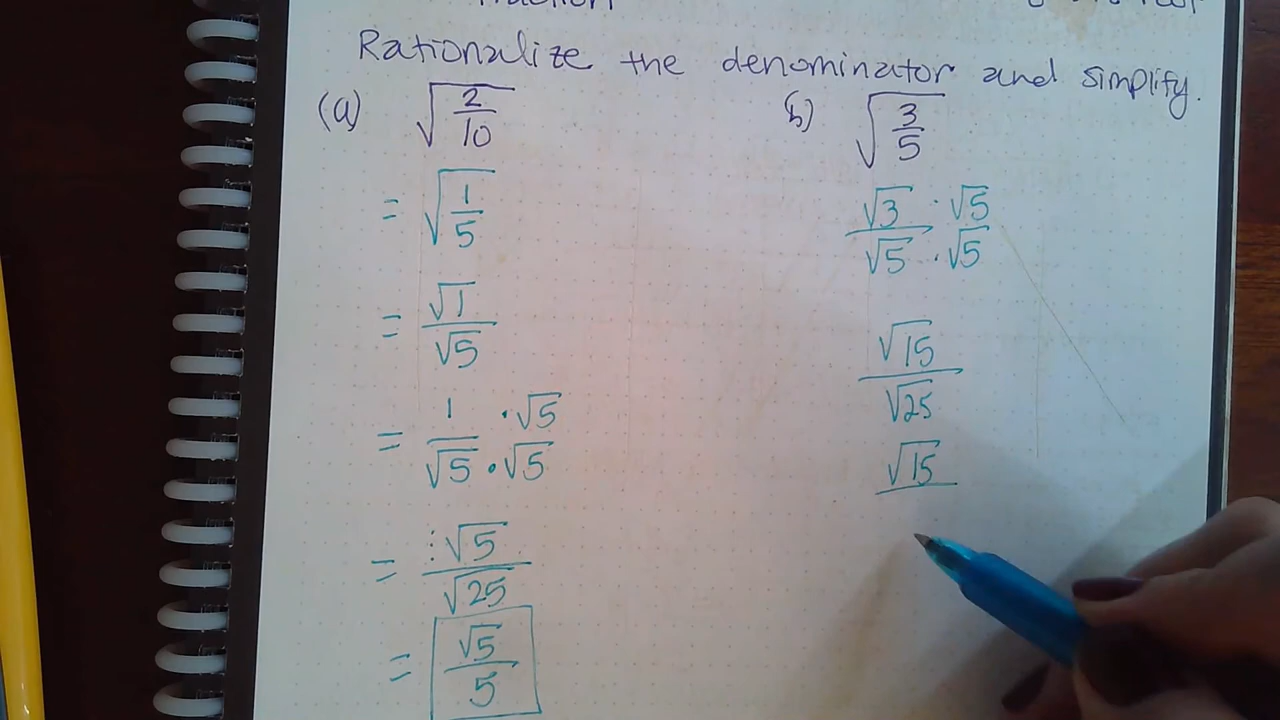 fraction
Rationalize the denominator and simplify.
(a) √(2/10)
= √(1/5)
= √1/√5
= 1/√5 · √5/√5
= √5/√25
= √5/5
(b) √(3/5)
√3/√5 · √5/√5
√15/√25
√15